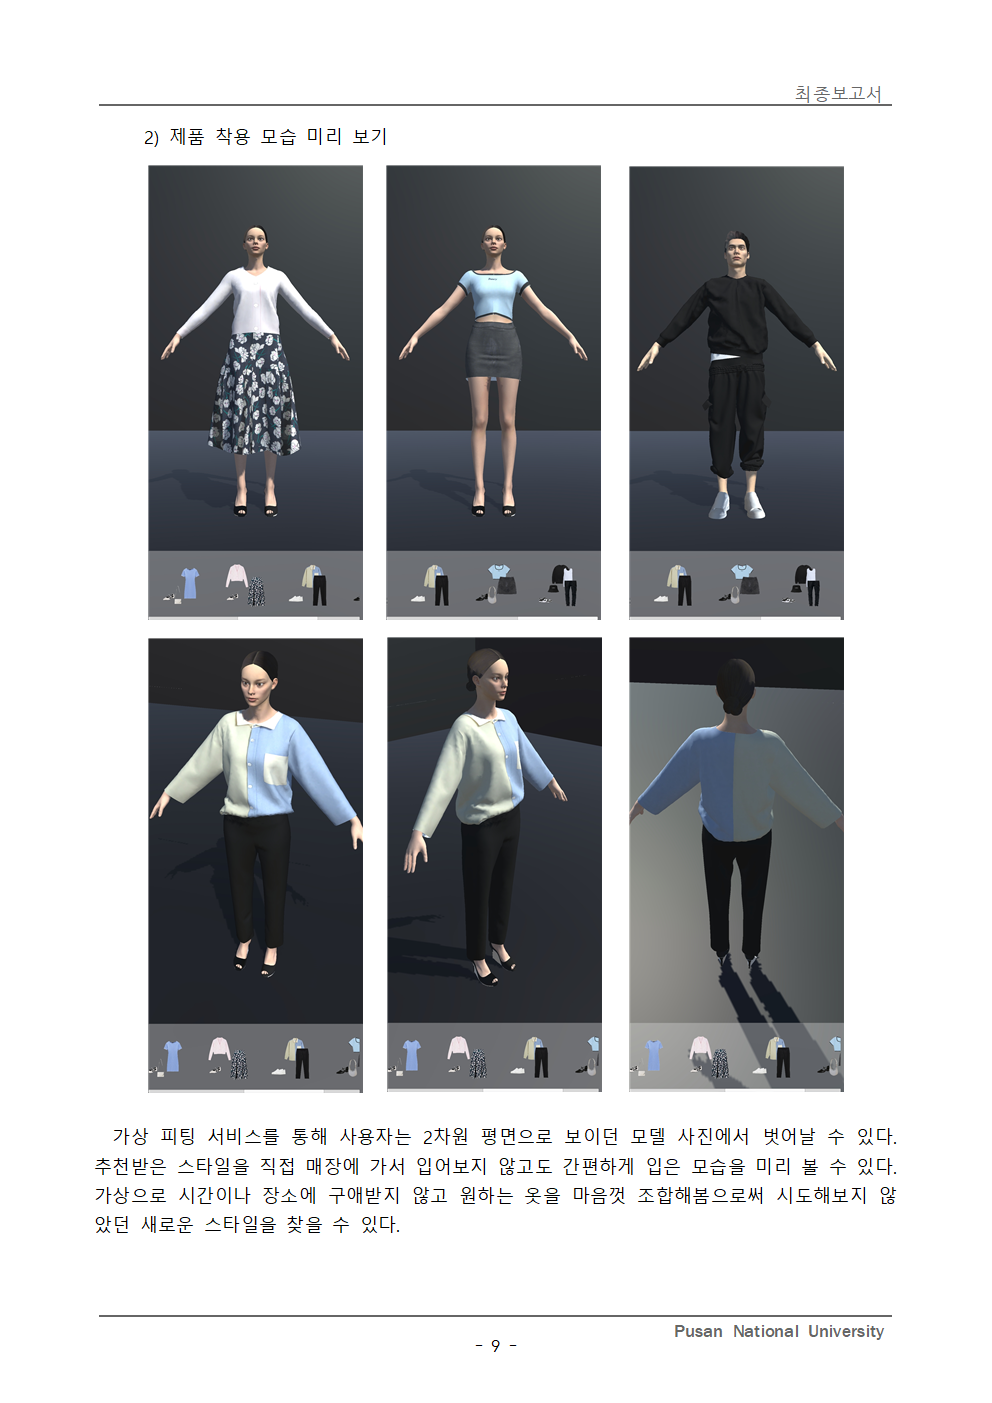 최종보고서
2) 제품 착용 모습 미리 보기
가상 피팅 서비스를 통해 사용자는 2차원 평면으로 보이던 모델 사진에서 벗어날 수 있다.
추천받은 스타일을 직접 매장에 가서 입어보지 않고도 간편하게 입은 모습을 미리 볼 수 있다.
가상으로 시간이나 장소에 구애받지 않고 원하는 옷을 마음껏 조합해봄으로써 시도해보지 않
았던 새로운 스타일을 찾을 수 있다.
Pusan National University
- 9 -